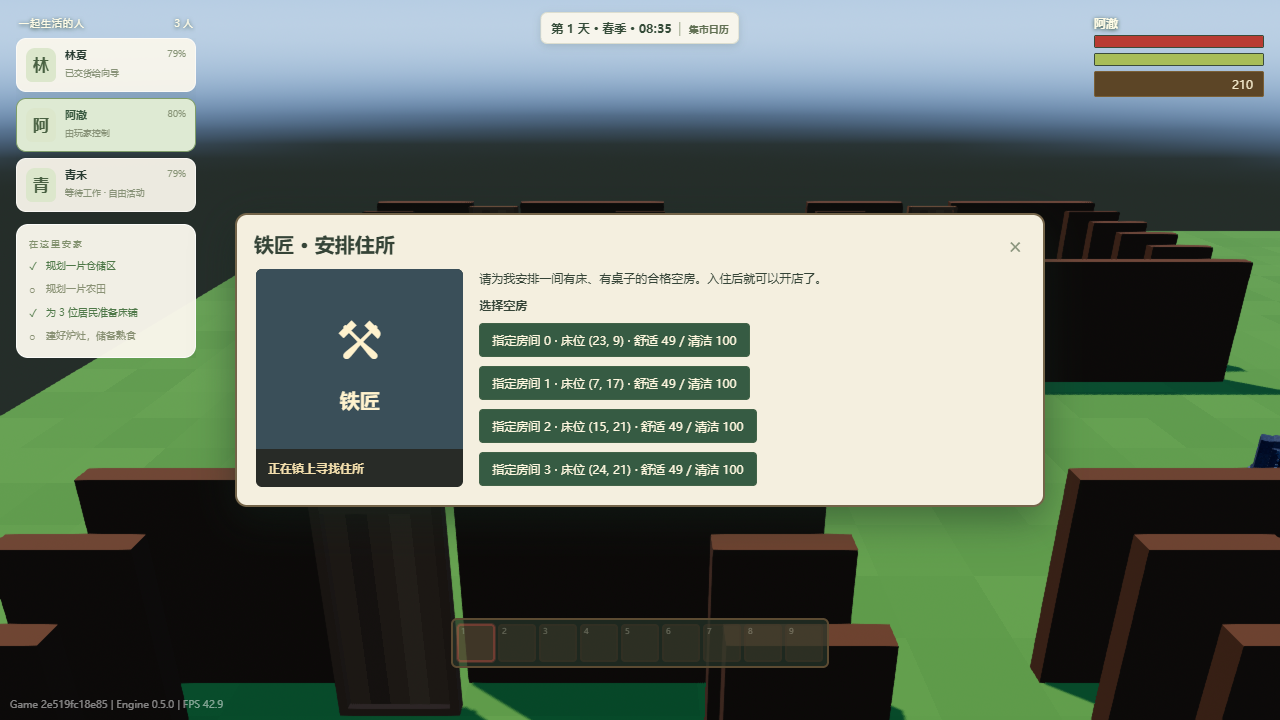 一起生活的人 3 人
林
林夏 79%
已交货给向导
阿
阿澈 80%
由玩家控制
青
青禾 79%
等待工作 · 自由活动
在这里安家
✓ 规划一片仓储区
○ 规划一片农田
✓ 为 3 位居民准备床铺
○ 建好炉灶，储备熟食
第 1 天 • 春季 • 08:35 | 集市日历
阿澈
210
铁匠 • 安排住所 ×
铁匠
正在镇上寻找住所
请为我安排一间有床、有桌子的合格空房。入住后就可以开店了。
选择空房
指定房间 0 · 床位 (23, 9) · 舒适 49 / 清洁 100
指定房间 1 · 床位 (7, 17) · 舒适 49 / 清洁 100
指定房间 2 · 床位 (15, 21) · 舒适 49 / 清洁 100
指定房间 3 · 床位 (24, 21) · 舒适 49 / 清洁 100
1 2 3 4 5 6 7 8 9
Game 2e519fc18e85 | Engine 0.5.0 | FPS 42.9